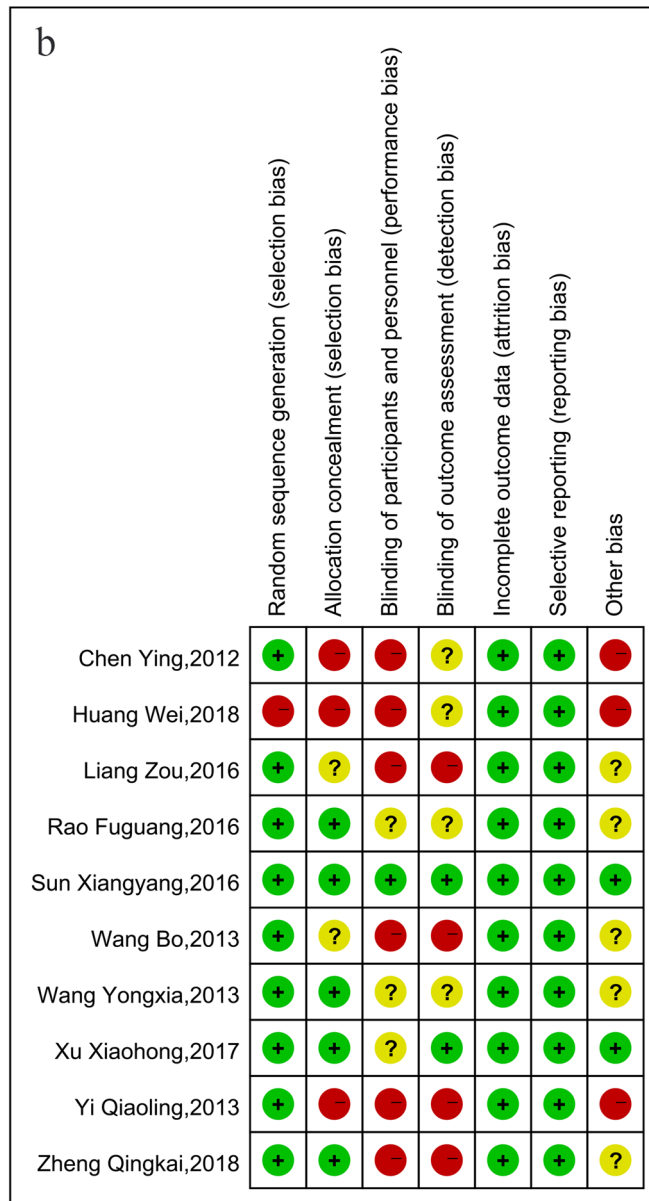 b
Random sequence generation (selection bias)
Allocation concealment (selection bias)
Blinding of participants and personnel (performance bias)
Blinding of outcome assessment (detection bias)
Incomplete outcome data (attrition bias)
Selective reporting (reporting bias)
Other bias
Chen Ying,2012 + − − ? + + −
Huang Wei,2018 − − − ? + + −
Liang Zou,2016 + ? − − + + ?
Rao Fuguang,2016 + + ? ? + + ?
Sun Xiangyang,2016 + + + + + + +
Wang Bo,2013 + ? − − + + ?
Wang Yongxia,2013 + + ? ? + + ?
Xu Xiaohong,2017 + + ? + + + +
Yi Qiaoling,2013 + − − − + + −
Zheng Qingkai,2018 + + − − + + ?